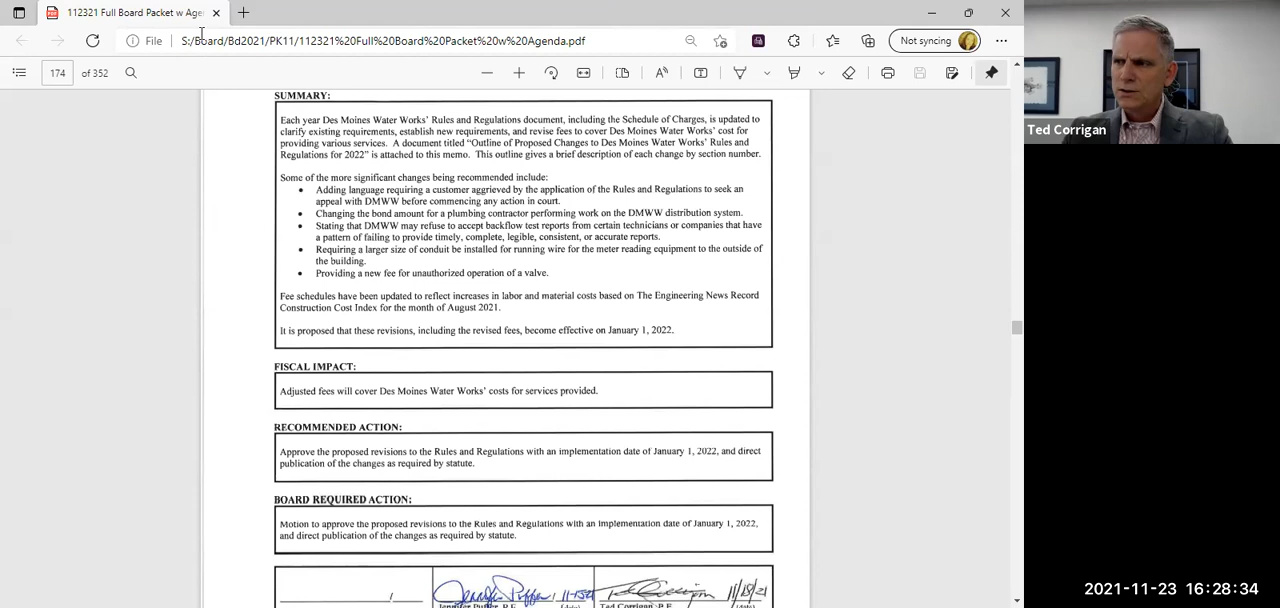 112321 Full Board Packet w Age
File
S:/Board/Bd2021/PK11/112321%20Full%20Board%20Packet%20w%20Agenda.pdf
Not syncing
174 of 352
SUMMARY:
Each year Des Moines Water Works' Rules and Regulations document, including the Schedule of Charges, is updated to
clarify existing requirements, establish new requirements, and revise fees to cover Des Moines Water Works' cost for
providing various services. A document titled "Outline of Proposed Changes to Des Moines Water Works' Rules and
Regulations for 2022" is attached to this memo. This outline gives a brief description of each change by section number.
Some of the more significant changes being recommended include:
• Adding language requiring a customer aggrieved by the application of the Rules and Regulations to seek an
appeal with DMWW before commencing any action in court.
• Changing the bond amount for a plumbing contractor performing work on the DMWW distribution system.
• Stating that DMWW may refuse to accept backflow test reports from certain technicians or companies that have
a pattern of failing to provide timely, complete, legible, consistent, or accurate reports.
• Requiring a larger size of conduit be installed for running wire for the meter reading equipment to the outside of
the building.
• Providing a new fee for unauthorized operation of a valve.
Fee schedules have been updated to reflect increases in labor and material costs based on The Engineering News Record
Construction Cost Index for the month of August 2021.
It is proposed that these revisions, including the revised fees, become effective on January 1, 2022.
FISCAL IMPACT:
Adjusted fees will cover Des Moines Water Works' costs for services provided.
RECOMMENDED ACTION:
Approve the proposed revisions to the Rules and Regulations with an implementation date of January 1, 2022, and direct
publication of the changes as required by statute.
BOARD REQUIRED ACTION:
Motion to approve the proposed revisions to the Rules and Regulations with an implementation date of January 1, 2022,
and direct publication of the changes as required by statute.
11/18/21
Ted Corrigan
2021-11-23 16:28:34